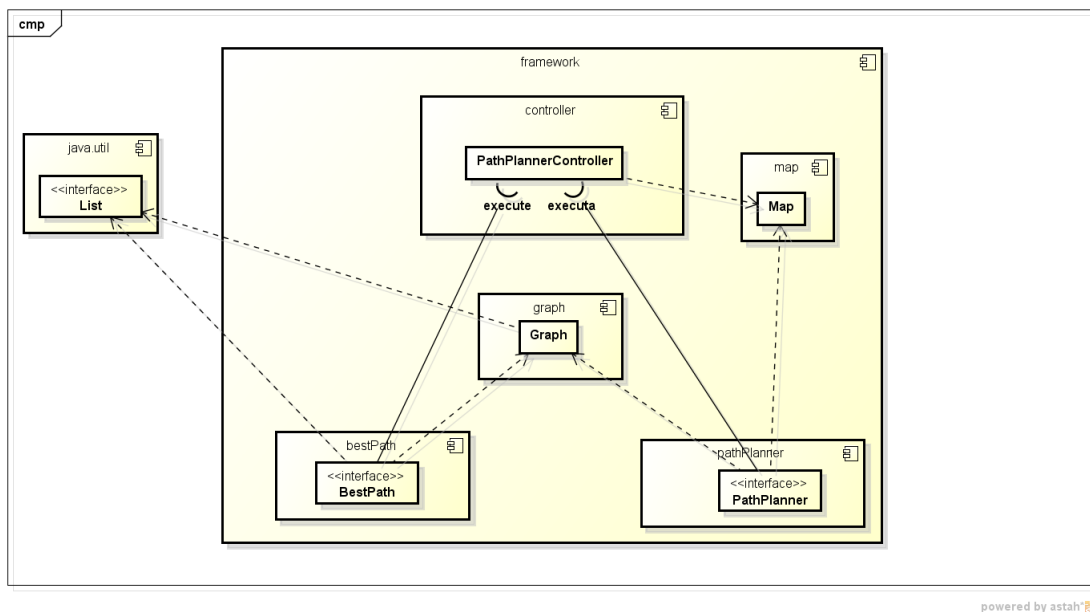 cmp
framework
controller
PathPlannerController
execute executa
java.util
<<interface>>
List
map
Map
graph
Graph
bestPath
<<interface>>
BestPath
pathPlanner
<<interface>>
PathPlanner
powered by astah*